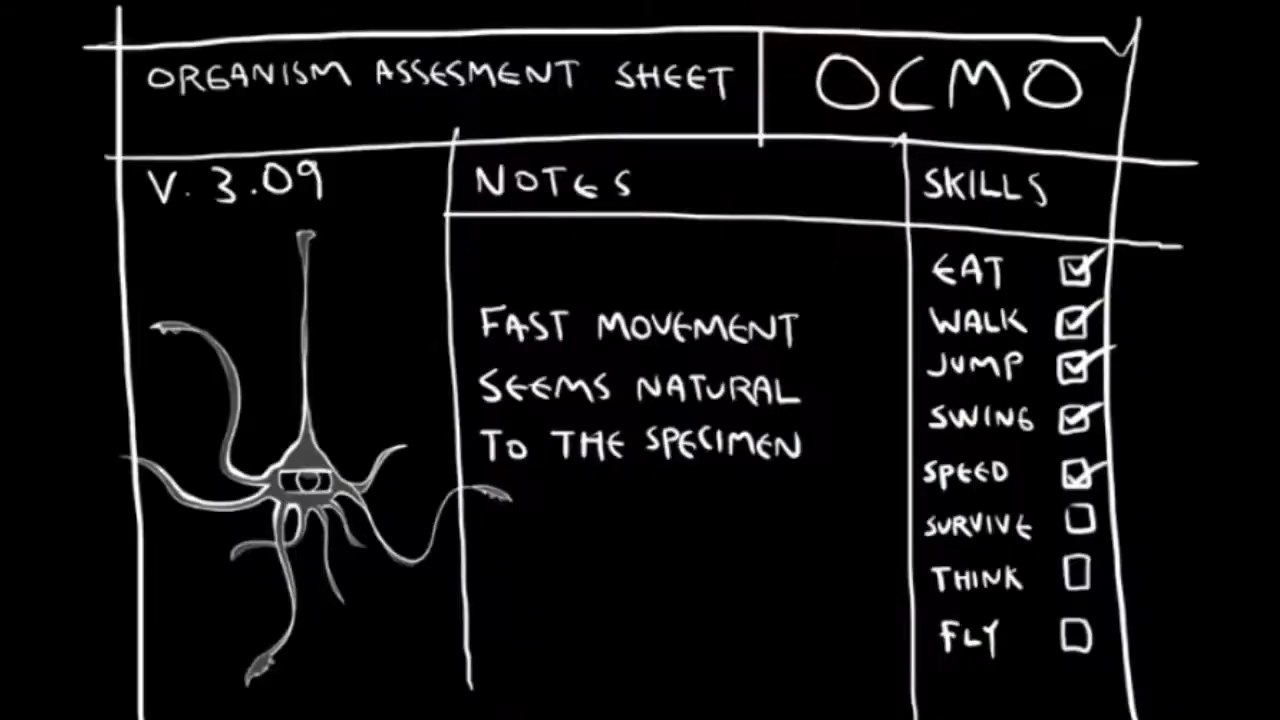 ORGANISM ASSESMENT SHEET
OCMO
V. 3.09
NOTES
SKILLS
FAST MOVEMENT
SEEMS NATURAL
TO THE SPECIMEN
EAT
WALK
JUMP
SWING
SPEED
SURVIVE
THINK
FLY